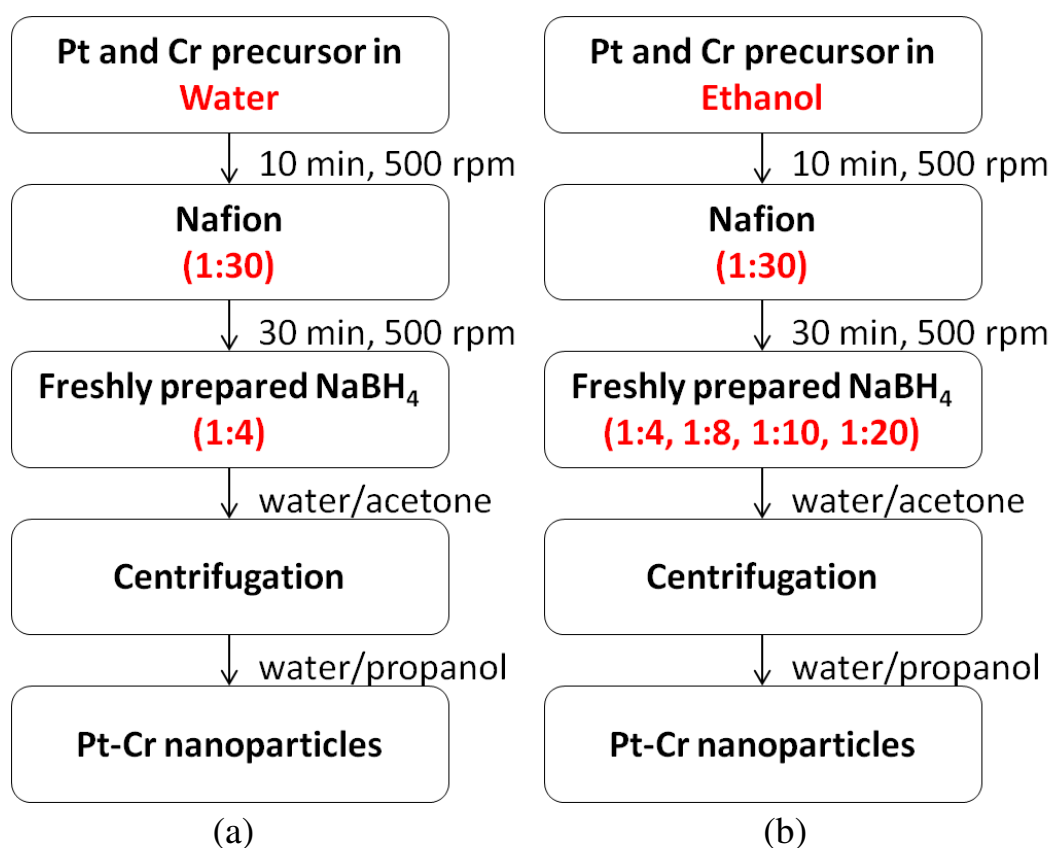 Pt and Cr precursor in
Water
10 min, 500 rpm
Nafion
(1:30)
30 min, 500 rpm
Freshly prepared NaBH₄
(1:4)
water/acetone
Centrifugation
water/propanol
Pt-Cr nanoparticles
(a)
Pt and Cr precursor in
Ethanol
10 min, 500 rpm
Nafion
(1:30)
30 min, 500 rpm
Freshly prepared NaBH₄
(1:4, 1:8, 1:10, 1:20)
water/acetone
Centrifugation
water/propanol
Pt-Cr nanoparticles
(b)